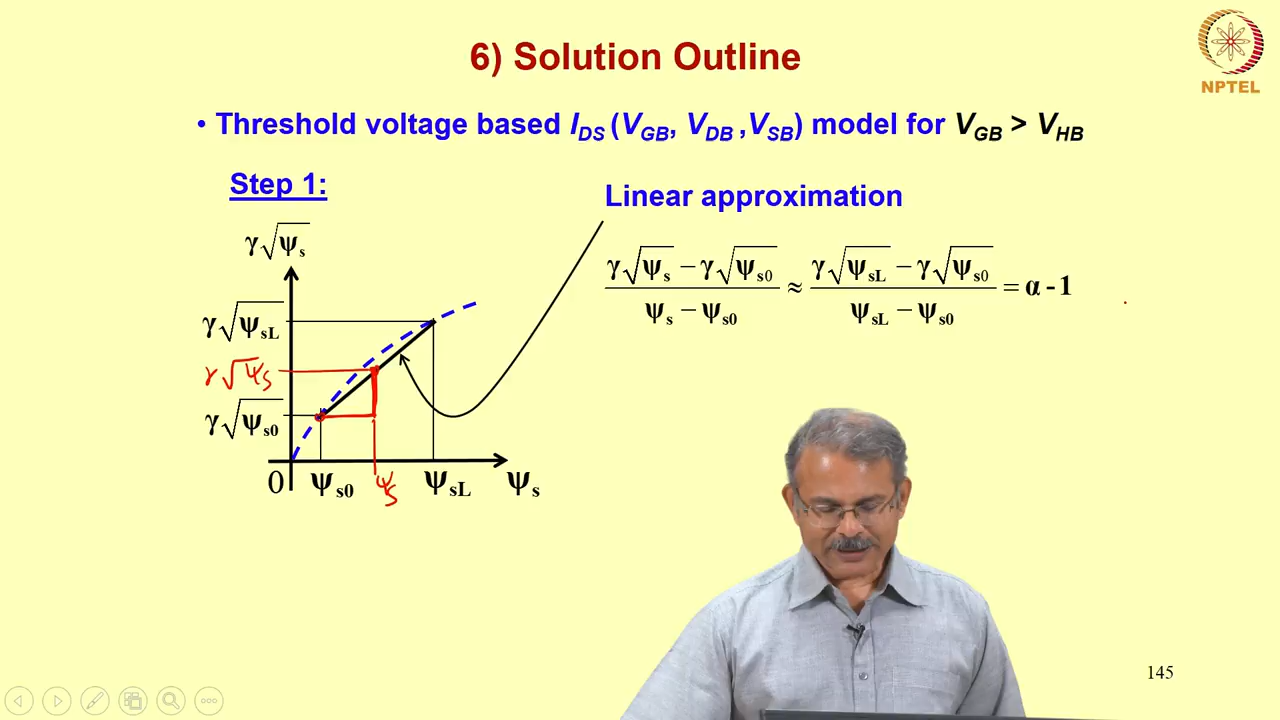 6) Solution Outline
NPTEL
• Threshold voltage based I_DS (V_GB, V_DB ,V_SB) model for V_GB > V_HB
Step 1:
Linear approximation
γ√ψ_s
(γ√ψ_s − γ√ψ_s0)/(ψ_s − ψ_s0) ≈ (γ√ψ_sL − γ√ψ_s0)/(ψ_sL − ψ_s0) = α - 1
γ√ψ_sL
γ√ψ_s
γ√ψ_s0
0 ψ_s0 ψ_s ψ_sL ψ_s
145